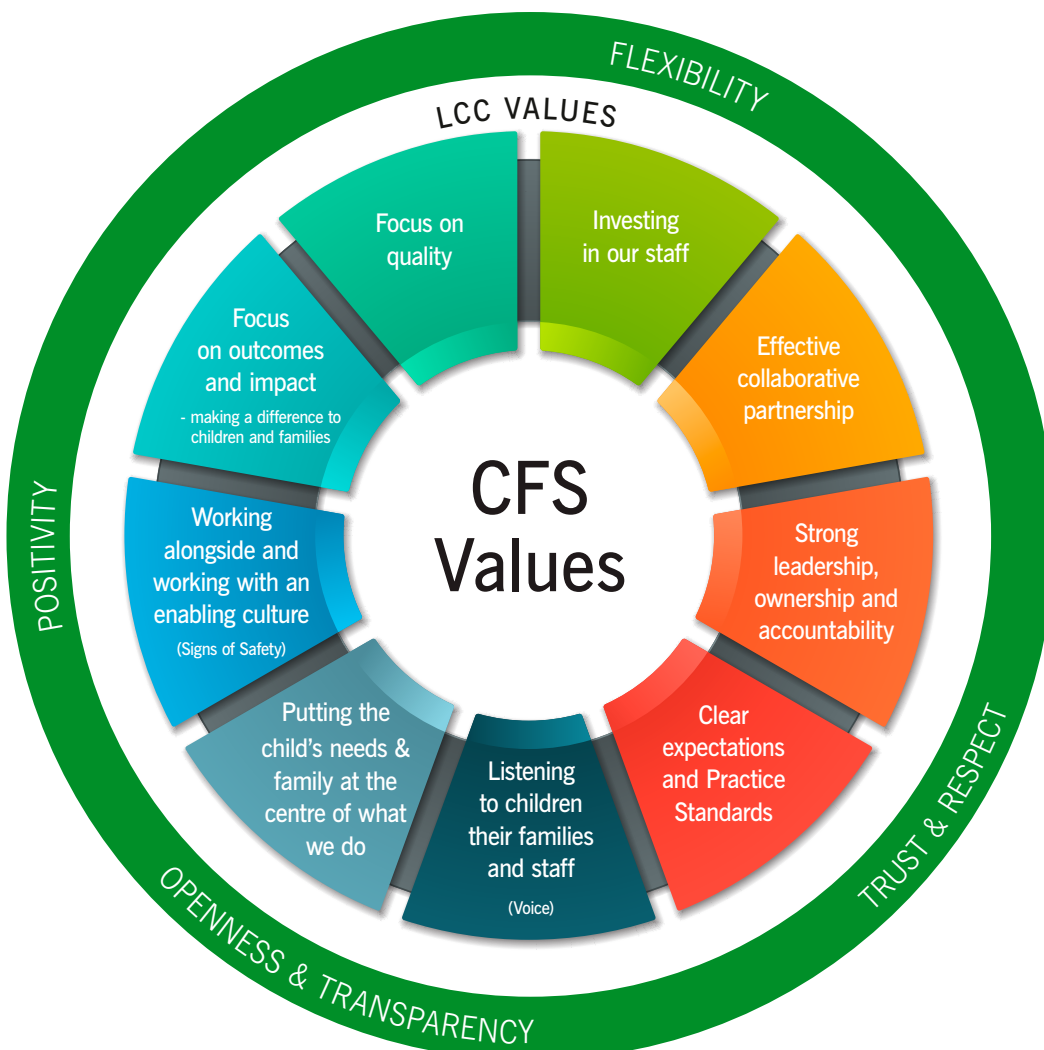 FLEXIBILITY
LCC VALUES
Focus on
quality
Investing
in our staff
Focus
on outcomes
and impact
- making a difference to
children and families
Effective
collaborative
partnership
CFS
Values
POSITIVITY
Working
alongside and
working with an
enabling culture
(Signs of Safety)
Strong
leadership,
ownership and
accountability
Putting the
child's needs &
family at the
centre of what
we do
Listening
to children
their families
and staff
(Voice)
Clear
expectations
and Practice
Standards
TRUST & RESPECT
OPENNESS & TRANSPARENCY